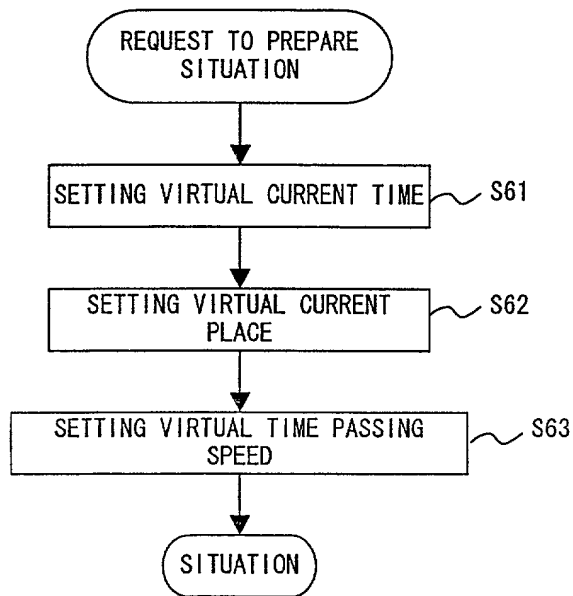 REQUEST TO PREPARE
SITUATION
SETTING VIRTUAL CURRENT TIME
S61
SETTING VIRTUAL CURRENT
PLACE
S62
SETTING VIRTUAL TIME PASSING
SPEED
S63
SITUATION